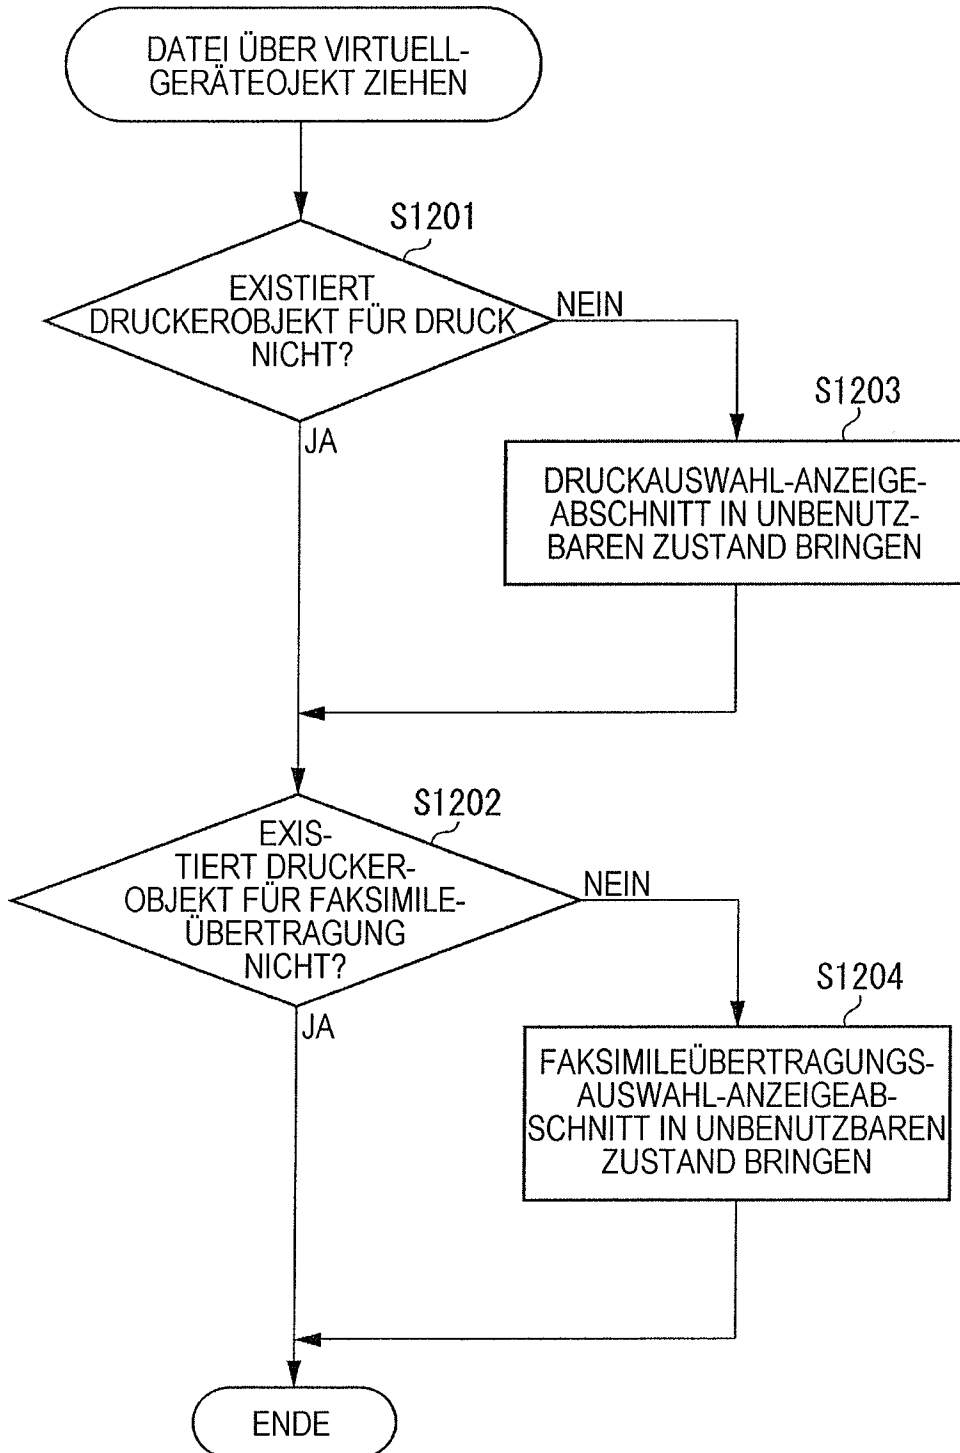 DATEI ÜBER VIRTUELL-
GERÄTEOJEKT ZIEHEN
S1201
EXISTIERT
DRUCKEROBJEKT FÜR DRUCK
NICHT?
NEIN
JA
S1203
DRUCKAUSWAHL-ANZEIGE-
ABSCHNITT IN UNBENUTZ-
BAREN ZUSTAND BRINGEN
S1202
EXIS-
TIERT DRUCKER-
OBJEKT FÜR FAKSIMILE-
ÜBERTRAGUNG
NICHT?
NEIN
JA
S1204
FAKSIMILEÜBERTRAGUNGS-
AUSWAHL-ANZEIGEAB-
SCHNITT IN UNBENUTZBAREN
ZUSTAND BRINGEN
ENDE